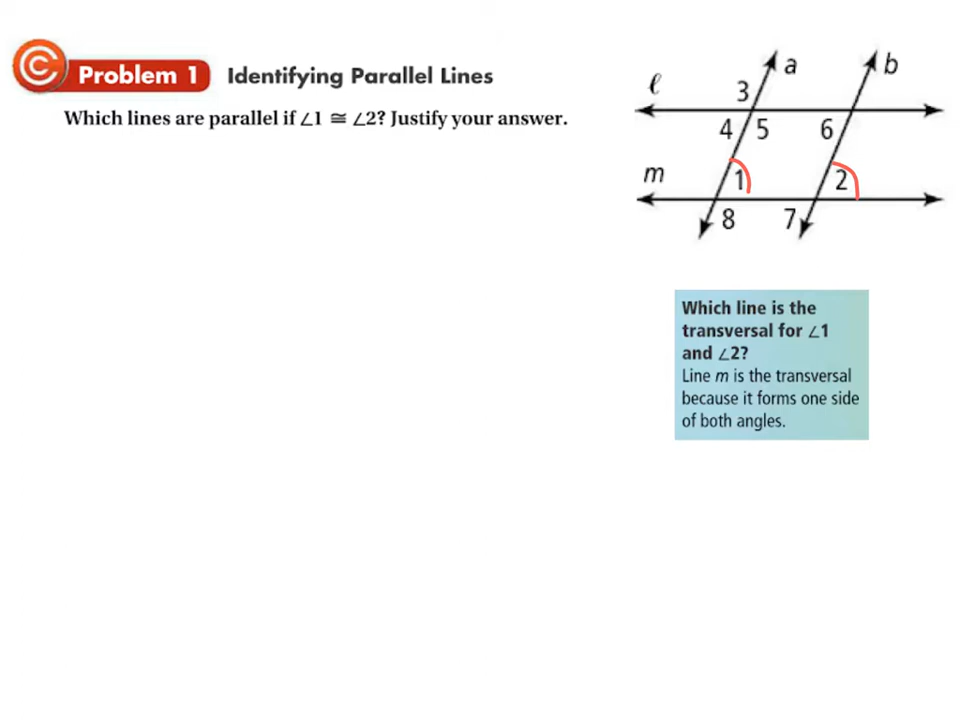 © Problem 1 Identifying Parallel Lines
Which lines are parallel if ∠1 ≅ ∠2? Justify your answer.
a b
ℓ 3
4 5 6
m 1 2
8 7
Which line is the
transversal for ∠1
and ∠2?
Line m is the transversal
because it forms one side
of both angles.